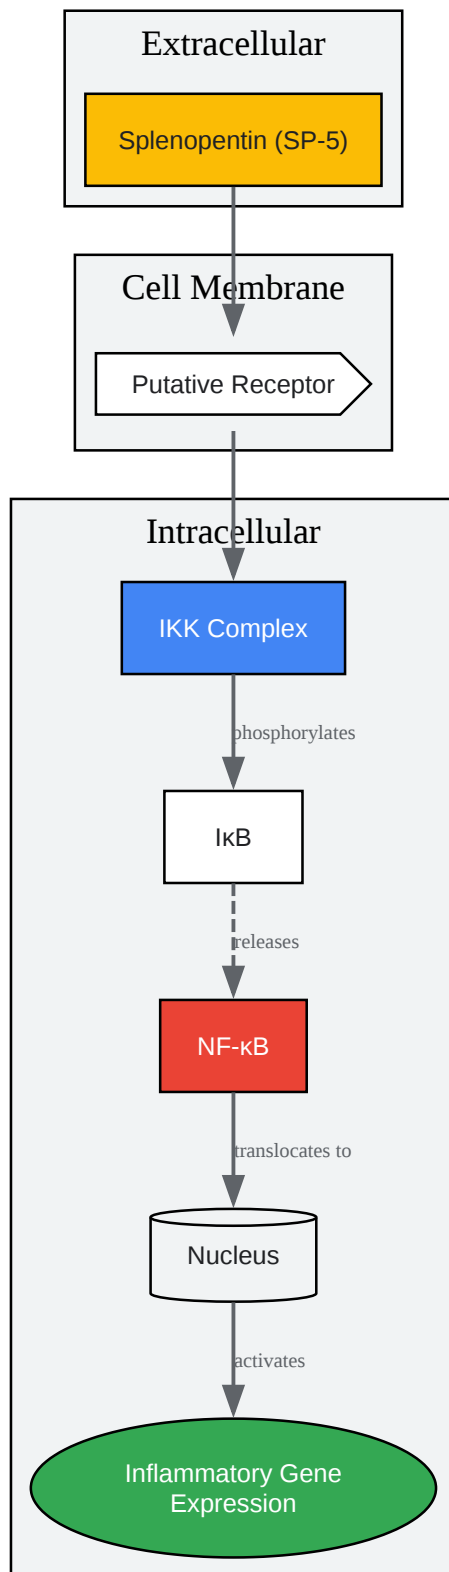 Extracellular
Splenopentin (SP-5)
Cell Membrane
Putative Receptor
Intracellular
IKK Complex
phosphorylates
IκB
releases
NF-κB
translocates to
Nucleus
activates
Inflammatory Gene
Expression